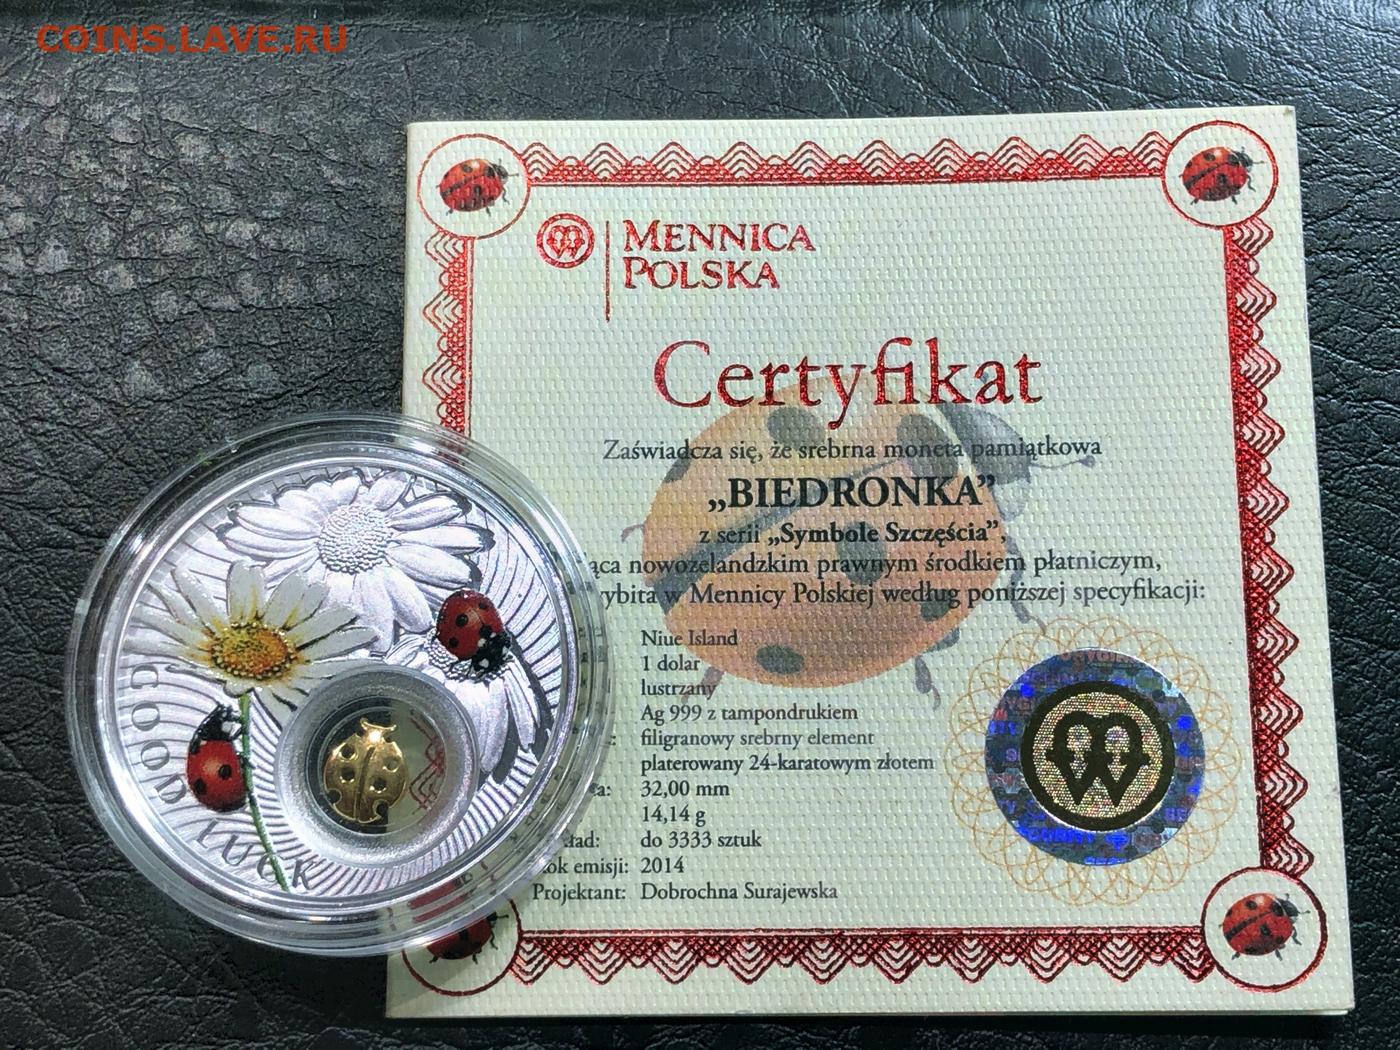 COINS.LAVE.RU
MENNICA
POLSKA
Certyfikat
Zaświadcza się, że srebrna moneta pamiątkowa
„BIEDRONKA”
z serii „Symbole Szczęścia”,
nowozelandzkim prawnym środkiem płatniczym,
w Mennicy Polskiej według poniższej specyfikacji:
Niue Island
1 dolar
lustrzany
Ag 999 z tampondrukiem
filigranowy srebrny element
platerowany 24-karatowym złotem
32,00 mm
14,14 g
do 3333 sztuk
emisji: 2014
Projektant: Dobrochna Surajewska
GOOD LUCK